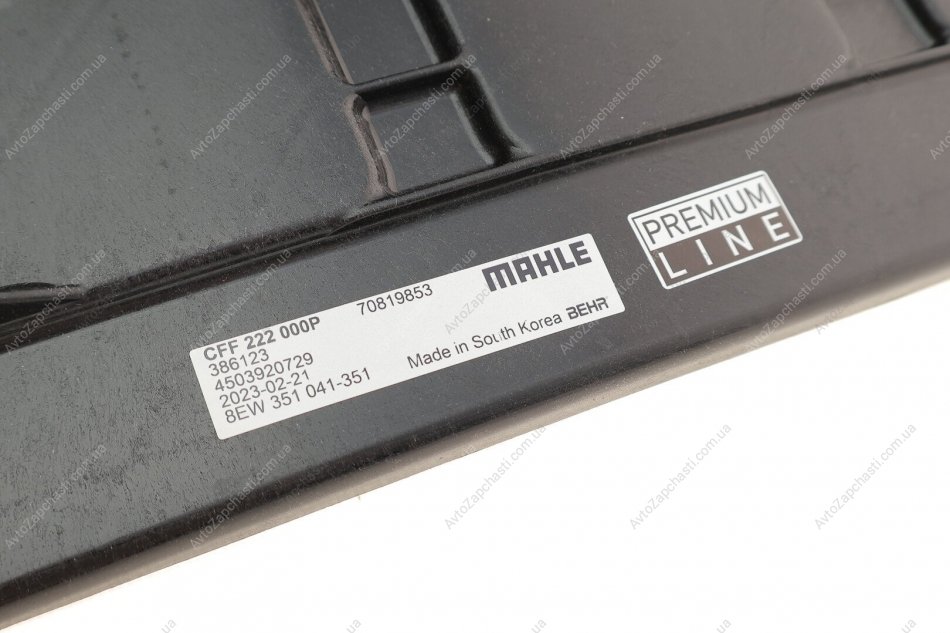 MAHLE
70819853
CFF 222 000P
386123
4503920729
2023-02-21
8EW 351 041-351
Made in South Korea BEHR
PREMIUM
LINE
AvtoZapchasti.com.ua